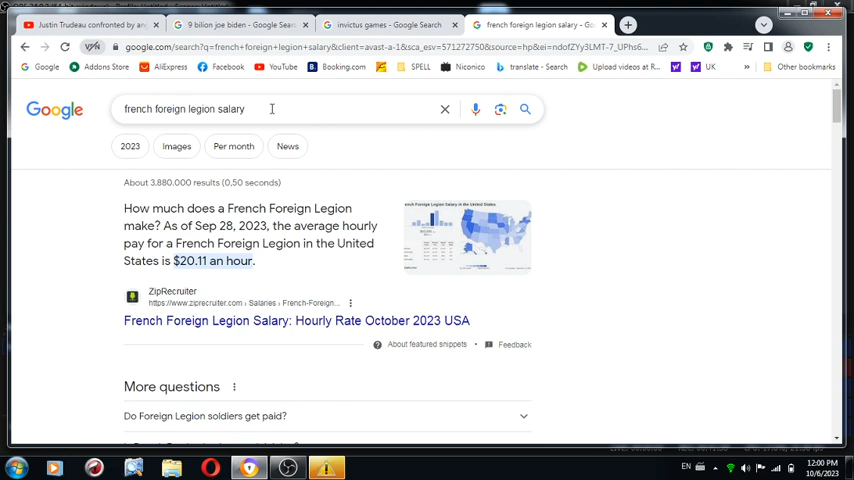 Justin Trudeau confronted by an
9 bilion joe biden - Google Sear
invictus games - Google Search
french foreign legion salary - Go
google.com/search?q=french+foreign+legion+salary&client=avast-a-1&sca_esv=571272750&source=hp&ei=ndofZYy3LMT-7_UPhs6...
Google
Addons Store
AliExpress
Facebook
YouTube
Booking.com
SPELL
Niconico
translate - Search
Upload videos at R...
UK
Other bookmarks
Google
french foreign legion salary
2023
Images
Per month
News
About 3.880.000 results (0,50 seconds)
How much does a French Foreign Legion
make? As of Sep 28, 2023, the average hourly
pay for a French Foreign Legion in the United
States is $20.11 an hour.
French Foreign Legion Salary in the United States
ZipRecruiter
https://www.ziprecruiter.com › Salaries › French-Foreign...
French Foreign Legion Salary: Hourly Rate October 2023 USA
About featured snippets
Feedback
More questions
Do Foreign Legion soldiers get paid?
EN
12:00 PM
10/6/2023